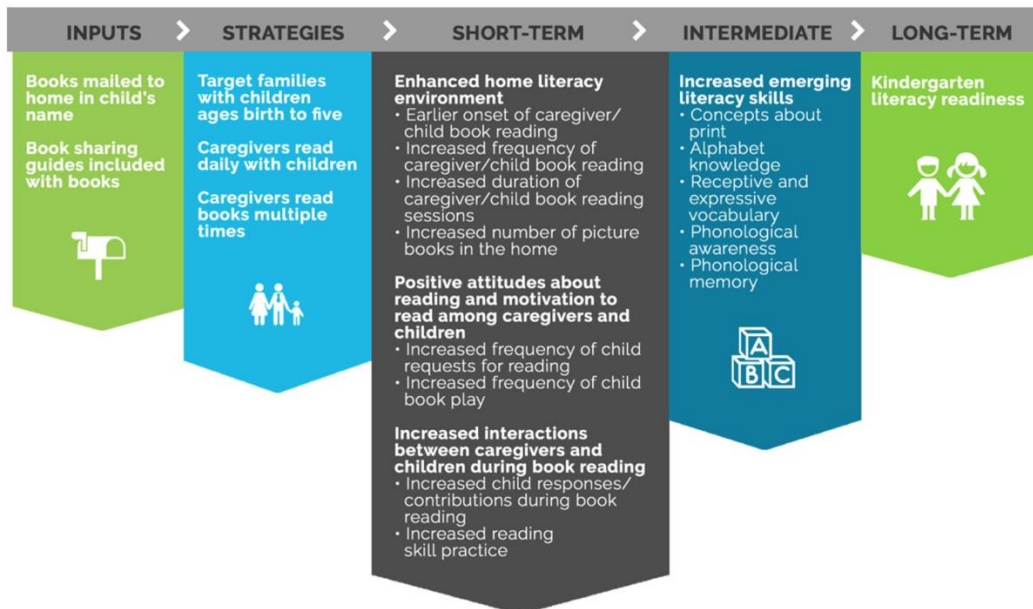 INPUTS
STRATEGIES
SHORT-TERM
INTERMEDIATE
LONG-TERM
Books mailed to
home in child's
name
Book sharing
guides included
with books
Target families
with children
ages birth to five
Caregivers read
daily with children
Caregivers read
books multiple
times
Enhanced home literacy
environment
• Earlier onset of caregiver/
child book reading
• Increased frequency of
caregiver/child book reading
• Increased duration of
caregiver/child book reading
sessions
• Increased number of picture
books in the home
Positive attitudes about
reading and motivation to
read among caregivers and
children
• Increased frequency of child
requests for reading
• Increased frequency of child
book play
Increased interactions
between caregivers and
children during book reading
• Increased child responses/
contributions during book
reading
• Increased reading
skill practice
Increased emerging
literacy skills
• Concepts about
print
• Alphabet
knowledge
• Receptive and
expressive
vocabulary
• Phonological
awareness
• Phonological
memory
A
B C
Kindergarten
literacy readiness